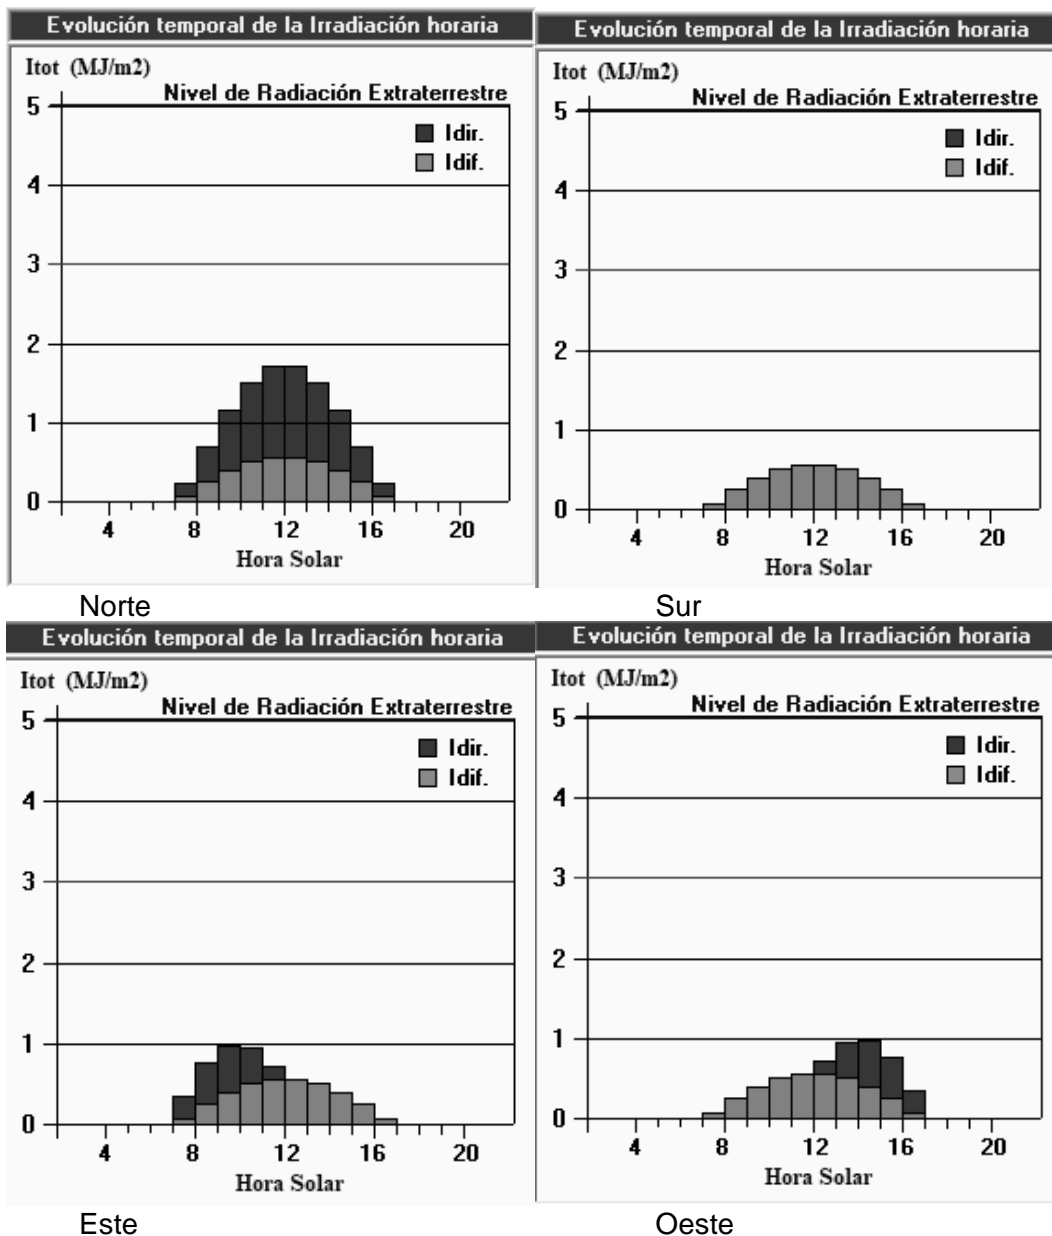 Evolución temporal de la Irradiación horaria
Itot (MJ/m2)
Nivel de Radiación Extraterrestre
5
Idir.
Idif.
4
3
2
1
0
4 8 12 16 20
Hora Solar
Norte
Evolución temporal de la Irradiación horaria
Itot (MJ/m2)
Nivel de Radiación Extraterrestre
5
Idir.
Idif.
4
3
2
1
0
4 8 12 16 20
Hora Solar
Sur
Evolución temporal de la Irradiación horaria
Itot (MJ/m2)
Nivel de Radiación Extraterrestre
5
Idir.
Idif.
4
3
2
1
0
4 8 12 16 20
Hora Solar
Este
Evolución temporal de la Irradiación horaria
Itot (MJ/m2)
Nivel de Radiación Extraterrestre
5
Idir.
Idif.
4
3
2
1
0
4 8 12 16 20
Hora Solar
Oeste